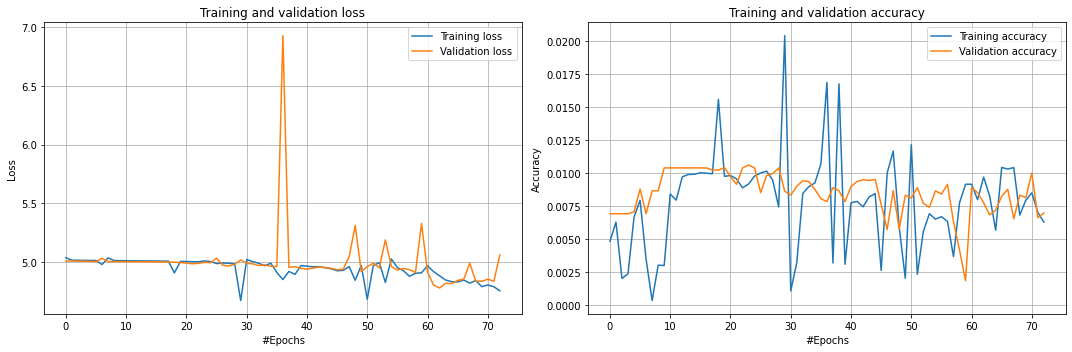 Training and validation loss
7.0
6.5
6.0
5.5
5.0
Loss
0 10 20 30 40 50 60 70
#Epochs
Training loss
Validation loss
Training and validation accuracy
0.0200
0.0175
0.0150
0.0125
0.0100
0.0075
0.0050
0.0025
0.0000
Accuracy
0 10 20 30 40 50 60 70
#Epochs
Training accuracy
Validation accuracy